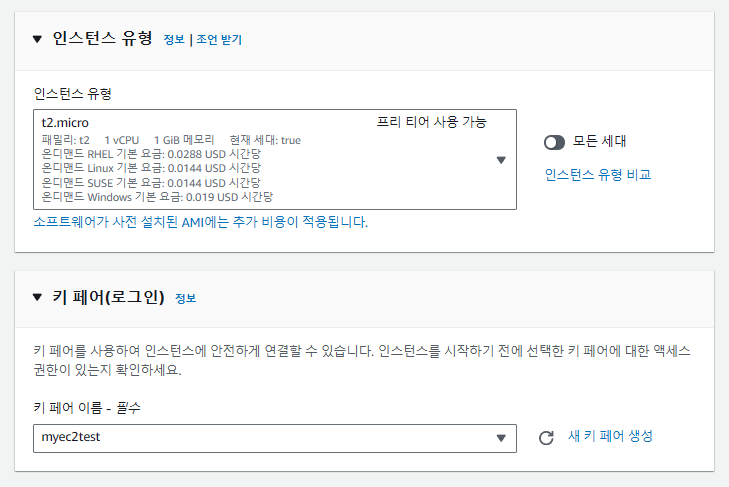 ▼ 인스턴스 유형 정보 | 조언 받기
인스턴스 유형
t2.micro 프리 티어 사용 가능
패밀리: t2 1 vCPU 1 GiB 메모리 현재 세대: true
온디맨드 RHEL 기본 요금: 0.0288 USD 시간당
온디맨드 Linux 기본 요금: 0.0144 USD 시간당
온디맨드 SUSE 기본 요금: 0.0144 USD 시간당
온디맨드 Windows 기본 요금: 0.019 USD 시간당
모든 세대
인스턴스 유형 비교
소프트웨어가 사전 설치된 AMI에는 추가 비용이 적용됩니다.
▼ 키 페어(로그인) 정보
키 페어를 사용하여 인스턴스에 안전하게 연결할 수 있습니다. 인스턴스를 시작하기 전에 선택한 키 페어에 대한 액세스
권한이 있는지 확인하세요.
키 페어 이름 - 필수
myec2test
새 키 페어 생성